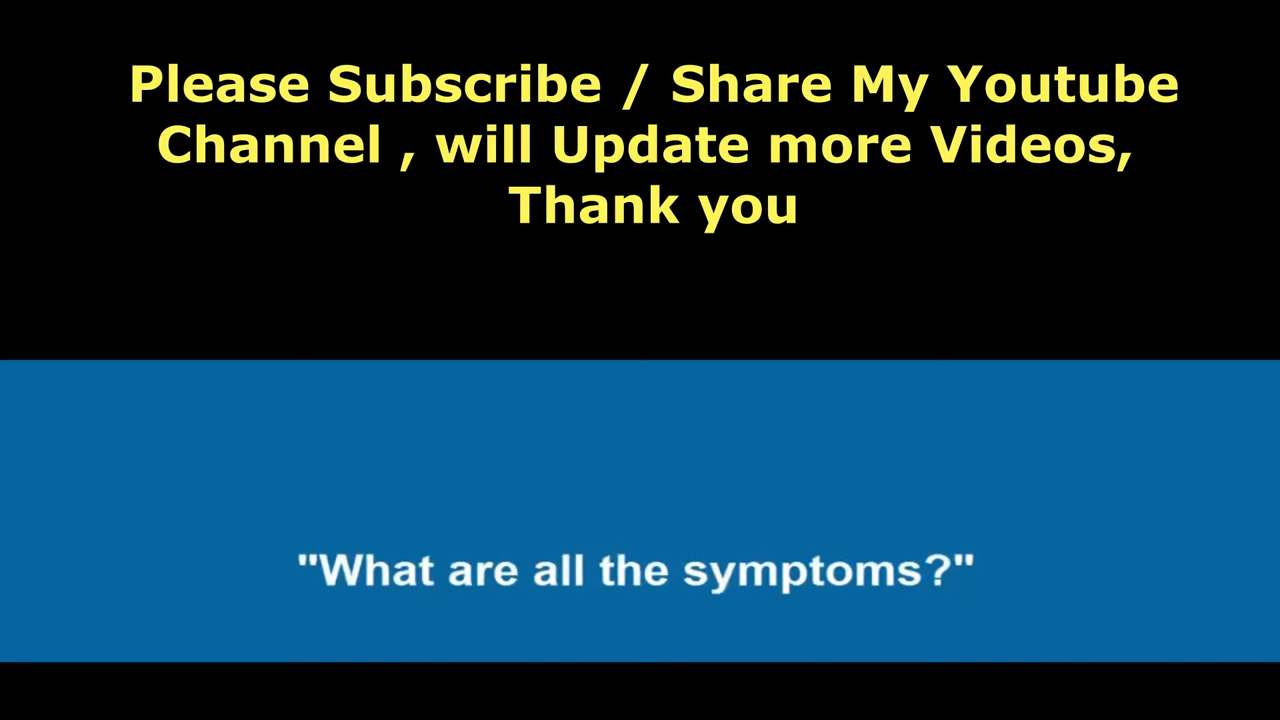 Please Subscribe / Share My Youtube
Channel , will Update more Videos,
Thank you
"What are all the symptoms?"